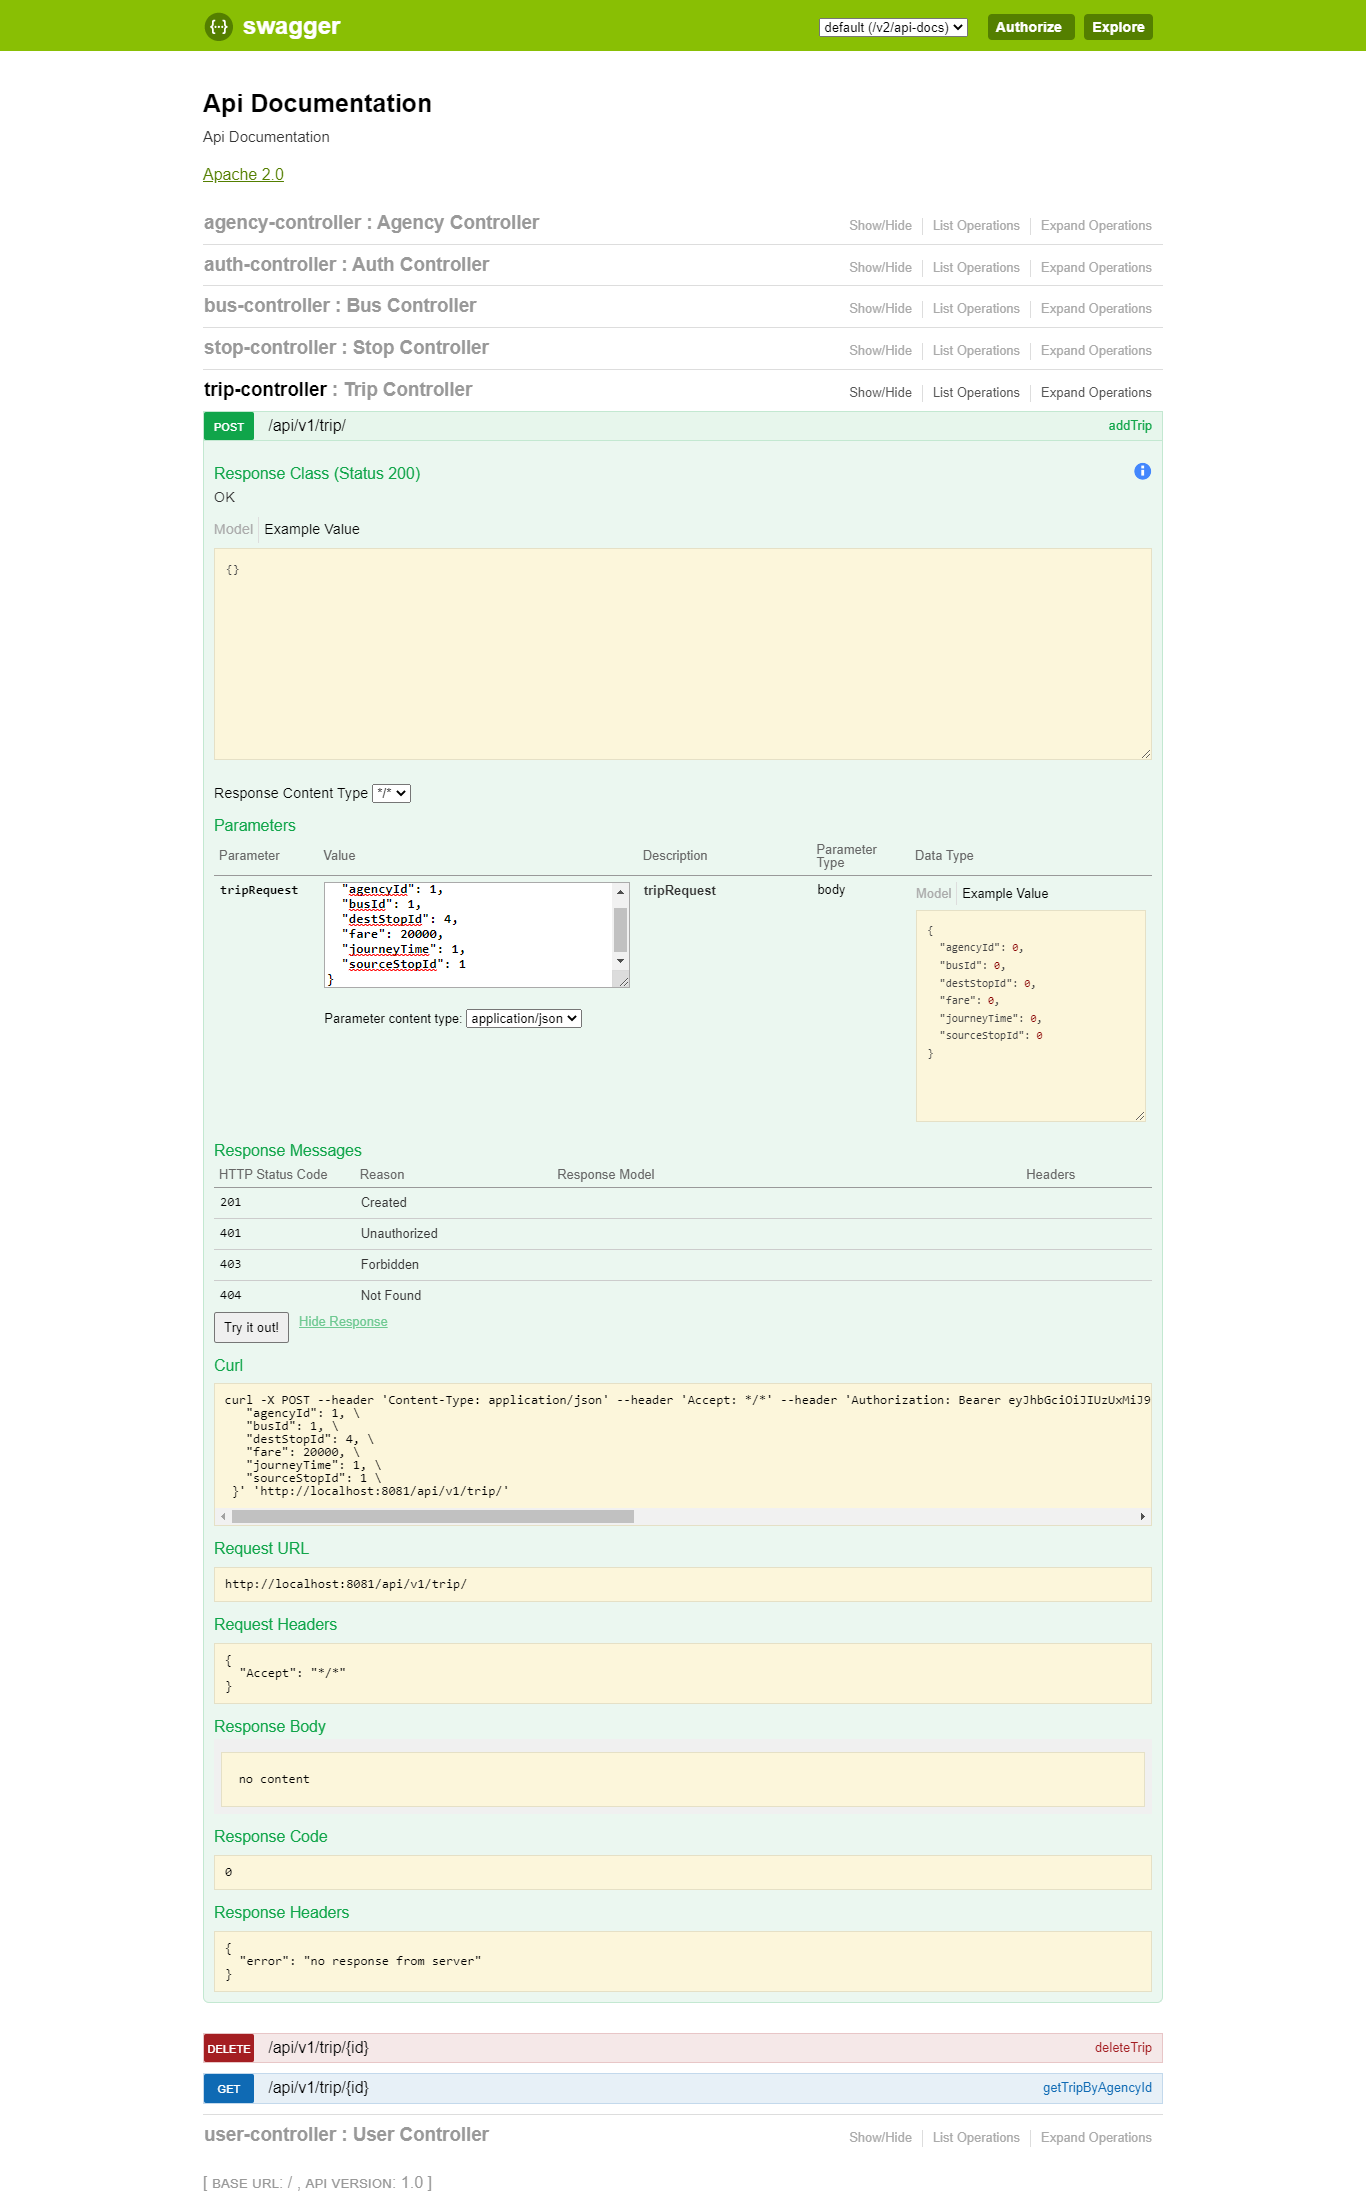 swagger
default (/v2/api-docs)
Authorize
Explore
Api Documentation
Api Documentation
Apache 2.0
agency-controller : Agency Controller
Show/Hide
List Operations
Expand Operations
auth-controller : Auth Controller
Show/Hide
List Operations
Expand Operations
bus-controller : Bus Controller
Show/Hide
List Operations
Expand Operations
stop-controller : Stop Controller
Show/Hide
List Operations
Expand Operations
trip-controller : Trip Controller
Show/Hide
List Operations
Expand Operations
POST
/api/v1/trip/
addTrip
Response Class (Status 200)
OK
Model
Example Value
{}
Response Content Type */*
Parameters
Parameter
Value
Description
Parameter
Type
Data Type
tripRequest
"agencyId": 1,
"busId": 1,
"destStopId": 4,
"fare": 20000,
"journeyTime": 1,
"sourceStopId": 1
}
Parameter content type: application/json
tripRequest
body
Model
Example Value
{
"agencyId": 0,
"busId": 0,
"destStopId": 0,
"fare": 0,
"journeyTime": 0,
"sourceStopId": 0
}
Response Messages
HTTP Status Code
Reason
Response Model
Headers
201
Created
401
Unauthorized
403
Forbidden
404
Not Found
Try it out!
Hide Response
Curl
curl -X POST --header 'Content-Type: application/json' --header 'Accept: */*' --header 'Authorization: Bearer eyJhbGciOiJIUzUxMiJ9
"agencyId": 1, \
"busId": 1, \
"destStopId": 4, \
"fare": 20000, \
"journeyTime": 1, \
"sourceStopId": 1 \
}' 'http://localhost:8081/api/v1/trip/'
Request URL
http://localhost:8081/api/v1/trip/
Request Headers
{
"Accept": "*/*"
}
Response Body
no content
Response Code
0
Response Headers
{
"error": "no response from server"
}
DELETE
/api/v1/trip/{id}
deleteTrip
GET
/api/v1/trip/{id}
getTripByAgencyId
user-controller : User Controller
Show/Hide
List Operations
Expand Operations
[ BASE URL: / , API VERSION: 1.0 ]